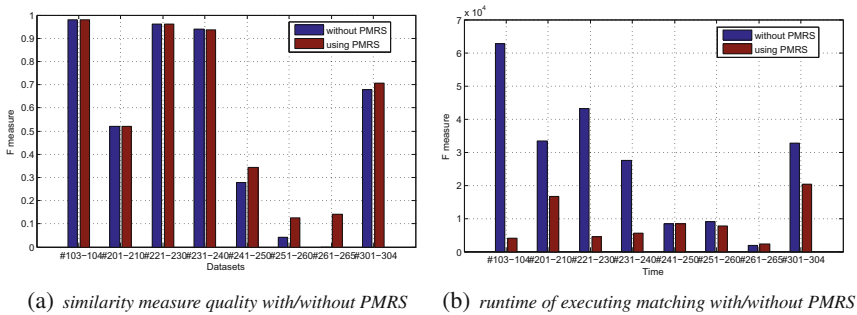 1
0.9
0.8
0.7
0.6
0.5
0.4
0.3
0.2
0.1
0
F measure
without PMRS
using PMRS
#103−104 #201−210 #221−230 #231−240 #241−250 #251−260 #261−265 #301−304
Datasets
(a) similarity measure quality with/without PMRS
x 10⁴
7
6
5
4
3
2
1
0
F measure
without PMRS
using PMRS
#103−104 #201−210 #221−230 #231−240 #241−250 #251−260 #261−265 #301−304
Time
(b) runtime of executing matching with/without PMRS